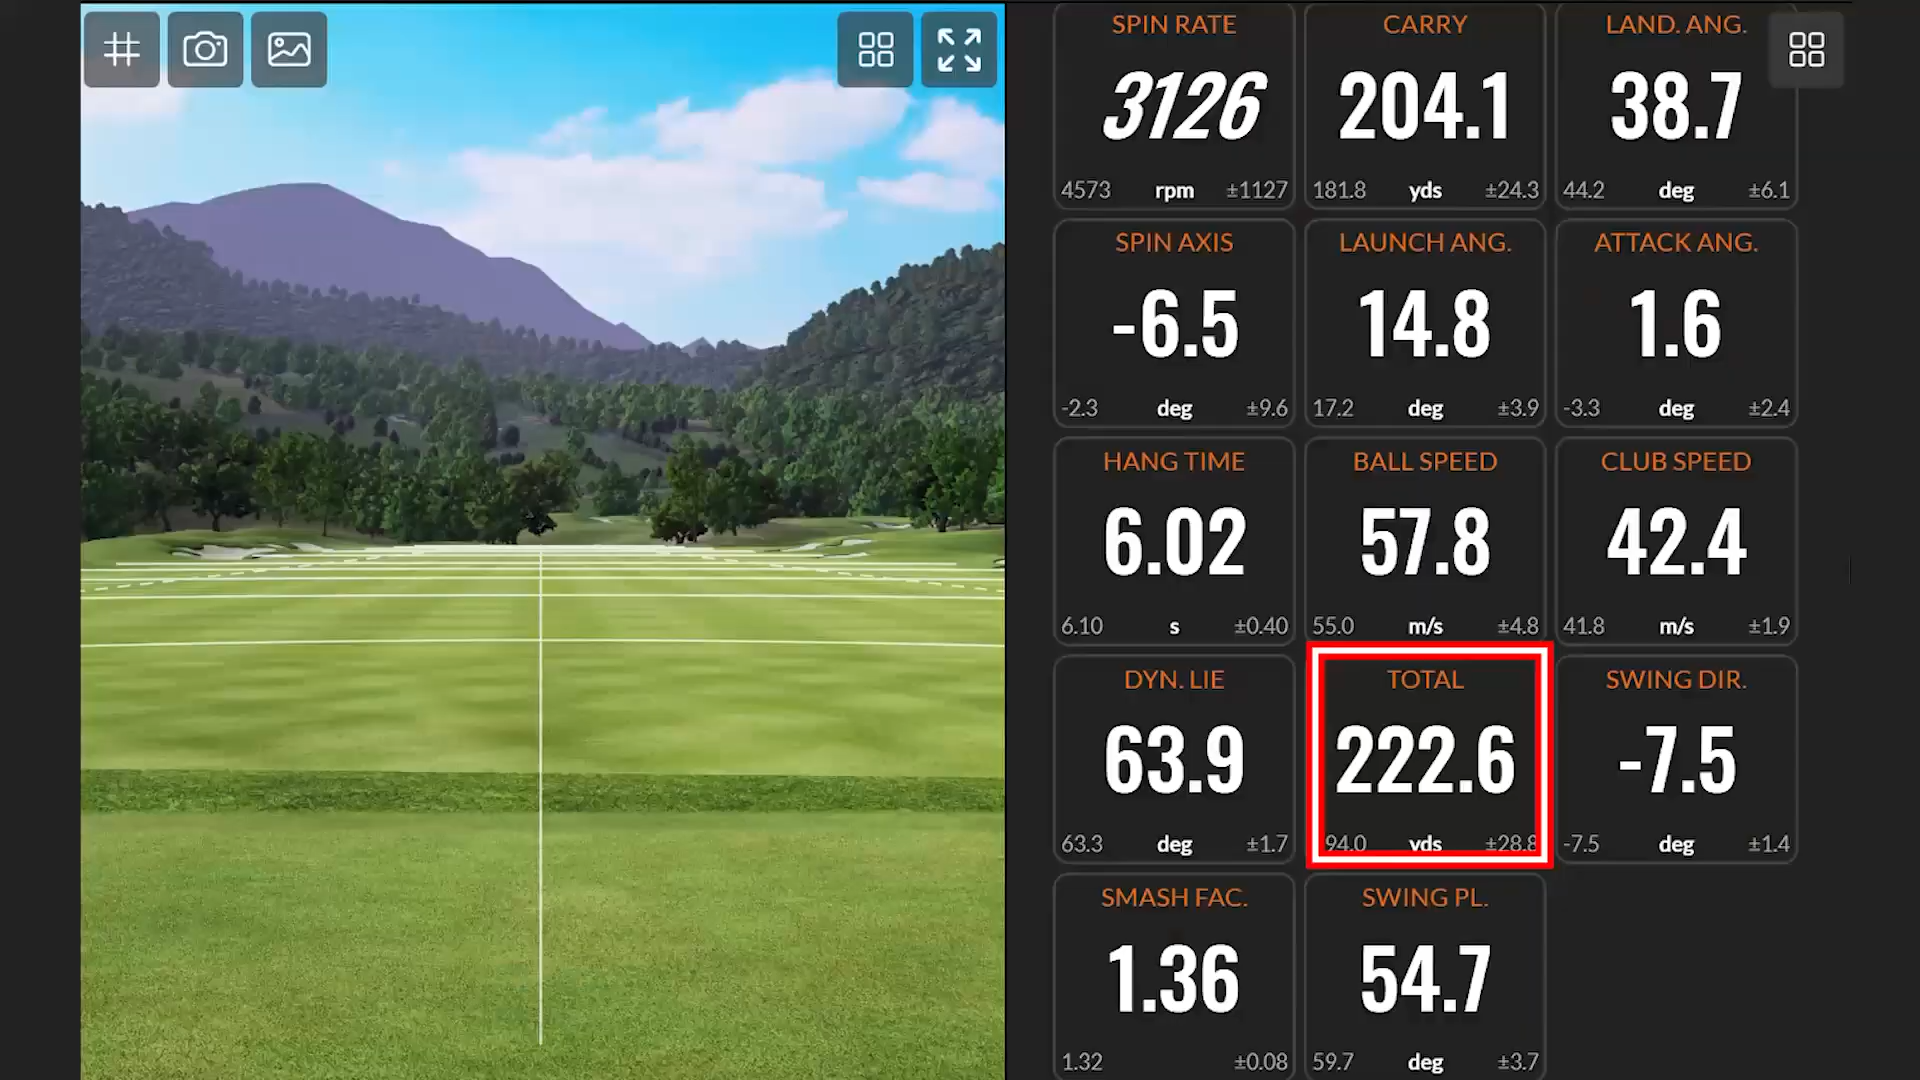 SPIN RATE
3126
4573 rpm ±1127
CARRY
204.1
181.8 yds ±24.3
LAND. ANG.
38.7
44.2 deg ±6.1
SPIN AXIS
-6.5
-2.3 deg ±9.6
LAUNCH ANG.
14.8
17.2 deg ±3.9
ATTACK ANG.
1.6
-3.3 deg ±2.4
HANG TIME
6.02
6.10 s ±0.40
BALL SPEED
57.8
55.0 m/s ±4.8
CLUB SPEED
42.4
41.8 m/s ±1.9
DYN. LIE
63.9
63.3 deg ±1.7
TOTAL
222.6
94.0 yds ±28.8
SWING DIR.
-7.5
-7.5 deg ±1.4
SMASH FAC.
1.36
1.32 ±0.08
SWING PL.
54.7
59.7 deg ±3.7